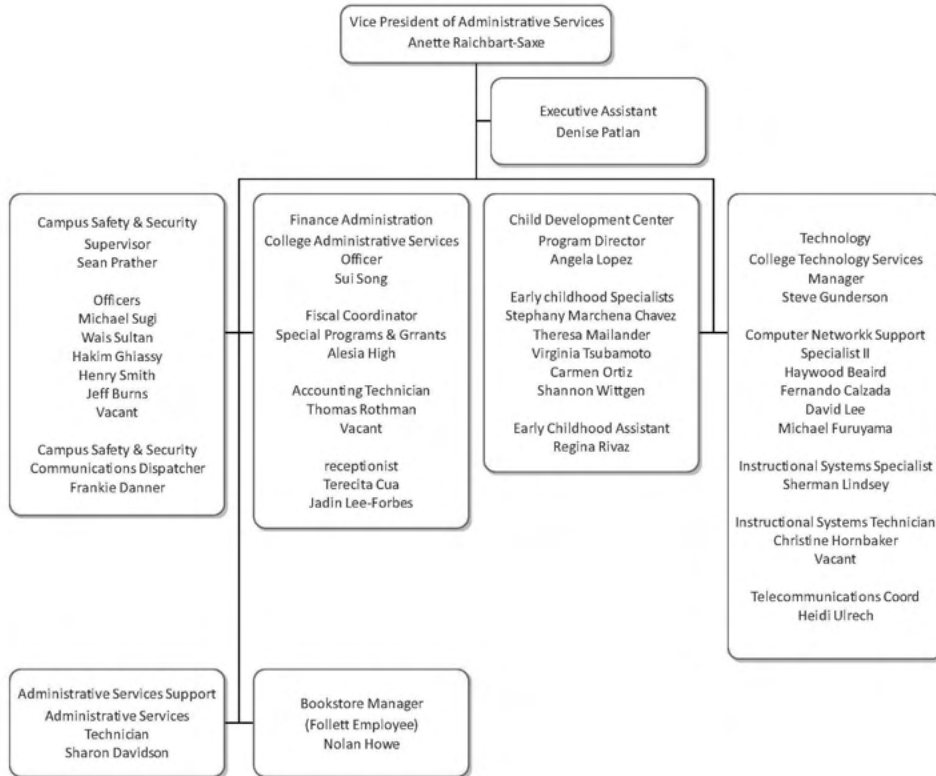 Vice President of Administrative Services
Anette Raichbart-Saxe
Executive Assistant
Denise Patlan
Campus Safety & Security
Supervisor
Sean Prather
Officers
Michael Sugi
Wais Sultan
Hakim Ghiassy
Henry Smith
Jeff Burns
Vacant
Campus Safety & Security
Communications Dispatcher
Frankie Danner
Finance Administration
College Administrative Services
Officer
Sui Song
Fiscal Coordinator
Special Programs & Grrants
Alesia High
Accounting Technician
Thomas Rothman
Vacant
receptionist
Terecita Cua
Jadin Lee-Forbes
Child Development Center
Program Director
Angela Lopez
Early childhood Specialists
Stephany Marchena Chavez
Theresa Mailander
Virginia Tsubamoto
Carmen Ortiz
Shannon Wittgen
Early Childhood Assistant
Regina Rivaz
Technology
College Technology Services
Manager
Steve Gunderson
Computer Networkk Support
Specialist II
Haywood Beaird
Fernando Calzada
David Lee
Michael Furuyama
Instructional Systems Specialist
Sherman Lindsey
Instructional Systems Technician
Christine Hornbaker
Vacant
Telecommunications Coord
Heidi Ulrech
Administrative Services Support
Administrative Services
Technician
Sharon Davidson
Bookstore Manager
(Follett Employee)
Nolan Howe